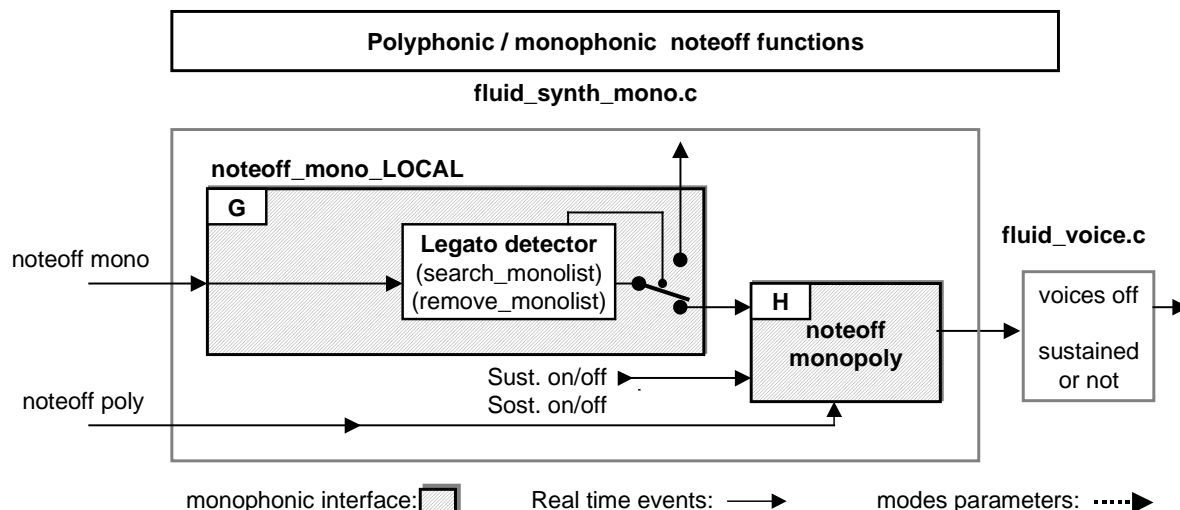 Polyphonic / monophonic noteoff functions
fluid_synth_mono.c
noteoff_mono_LOCAL
G
Legato detector
(search_monolist)
(remove_monolist)
noteoff mono
fluid_voice.c
H
noteoff
monopoly
voices off
sustained
or not
Sust. on/off
Sost. on/off
noteoff poly
monophonic interface:
Real time events:
modes parameters: